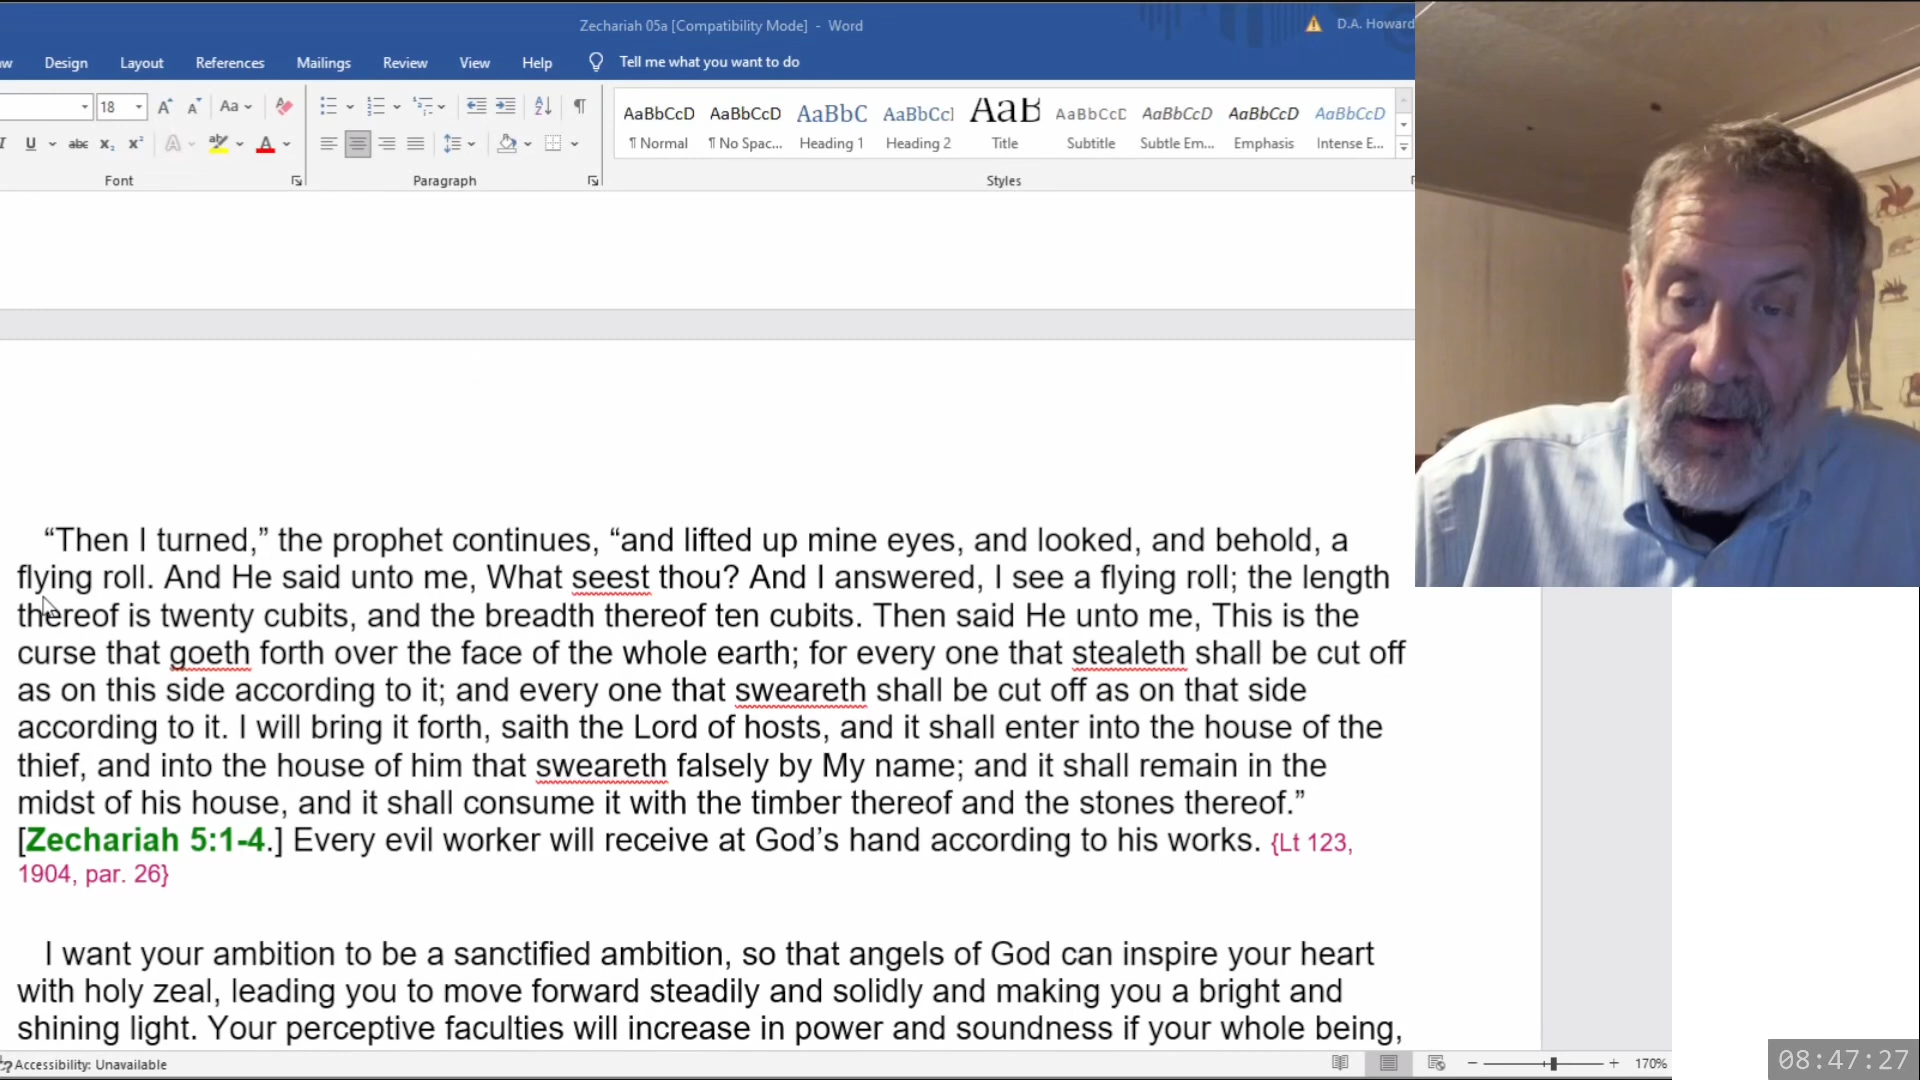 Zechariah 05a [Compatibility Mode] - Word
D.A. Howard
Design Layout References Mailings Review View Help Tell me what you want to do
18 Aa
U abc x₂ x² A aby A
Font Paragraph Styles
AaBbCcD AaBbCcD AaBbC AaBbCcl AaB AaBbCcD AaBbCcD AaBbCcD AaBbCcD
¶ Normal ¶ No Spac... Heading 1 Heading 2 Title Subtitle Subtle Em... Emphasis Intense E...
“Then I turned,” the prophet continues, “and lifted up mine eyes, and looked, and behold, a
flying roll. And He said unto me, What seest thou? And I answered, I see a flying roll; the length
thereof is twenty cubits, and the breadth thereof ten cubits. Then said He unto me, This is the
curse that goeth forth over the face of the whole earth; for every one that stealeth shall be cut off
as on this side according to it; and every one that sweareth shall be cut off as on that side
according to it. I will bring it forth, saith the Lord of hosts, and it shall enter into the house of the
thief, and into the house of him that sweareth falsely by My name; and it shall remain in the
midst of his house, and it shall consume it with the timber thereof and the stones thereof.”
[Zechariah 5:1-4.] Every evil worker will receive at God’s hand according to his works. {Lt 123,
1904, par. 26}
I want your ambition to be a sanctified ambition, so that angels of God can inspire your heart
with holy zeal, leading you to move forward steadily and solidly and making you a bright and
shining light. Your perceptive faculties will increase in power and soundness if your whole being,
Accessibility: Unavailable
170%
08:47:27